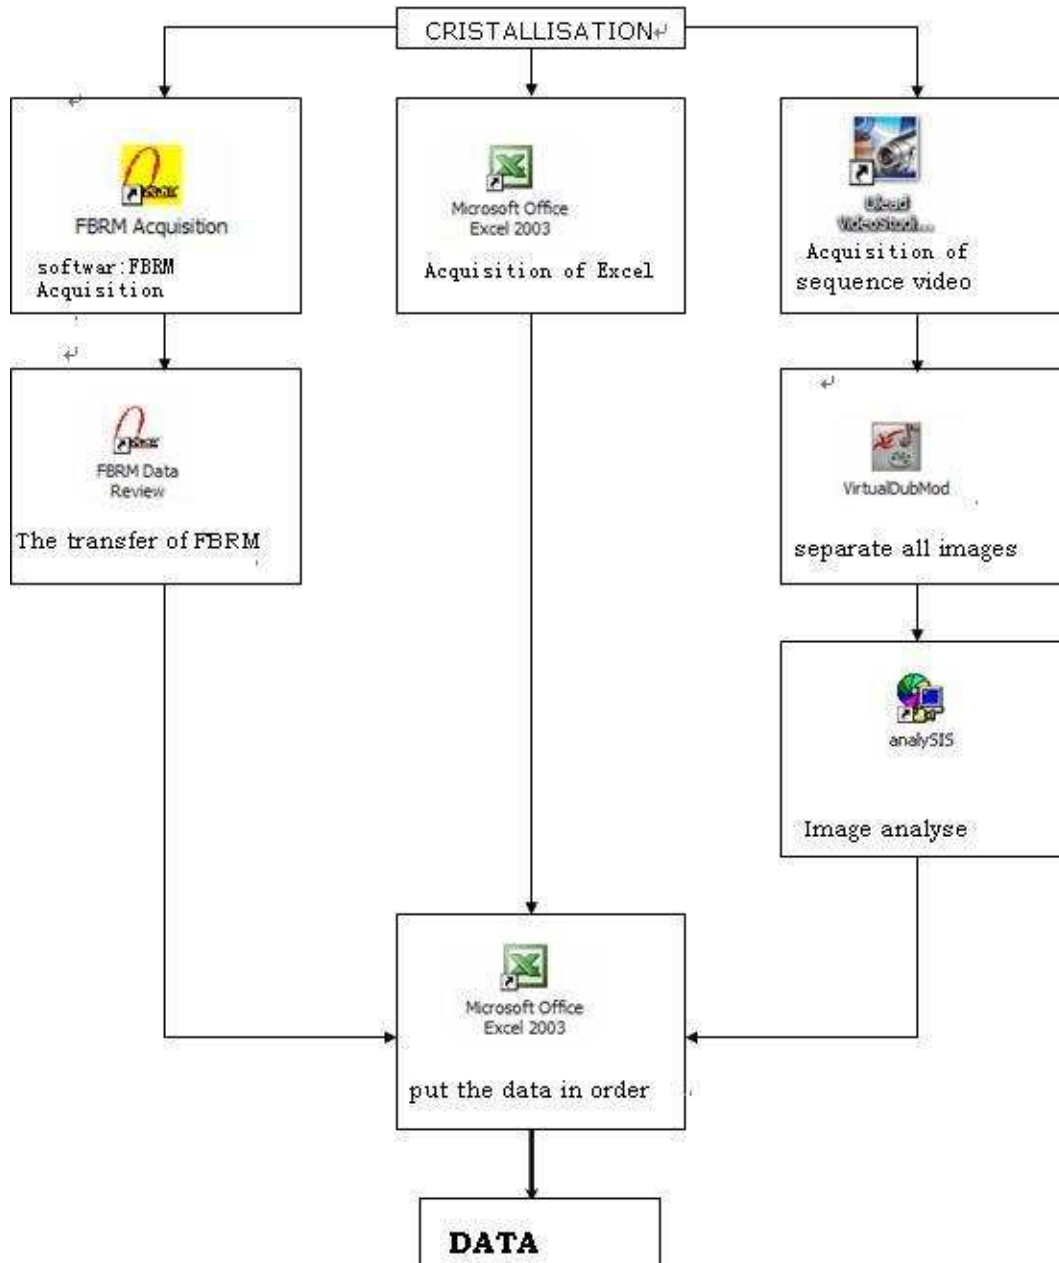 CRISTALLISATION
FBRM Acquisition
softwar:FBRM
Acquisition
Microsoft Office
Excel 2003
Acquisition of Excel
Ulead
VideoStudi...
Acquisition of
sequence video
FBRM Data
Review
The transfer of FBRM
VirtualDubMod
separate all images
analySIS
Image analyse
Microsoft Office
Excel 2003
put the data in order
DATA